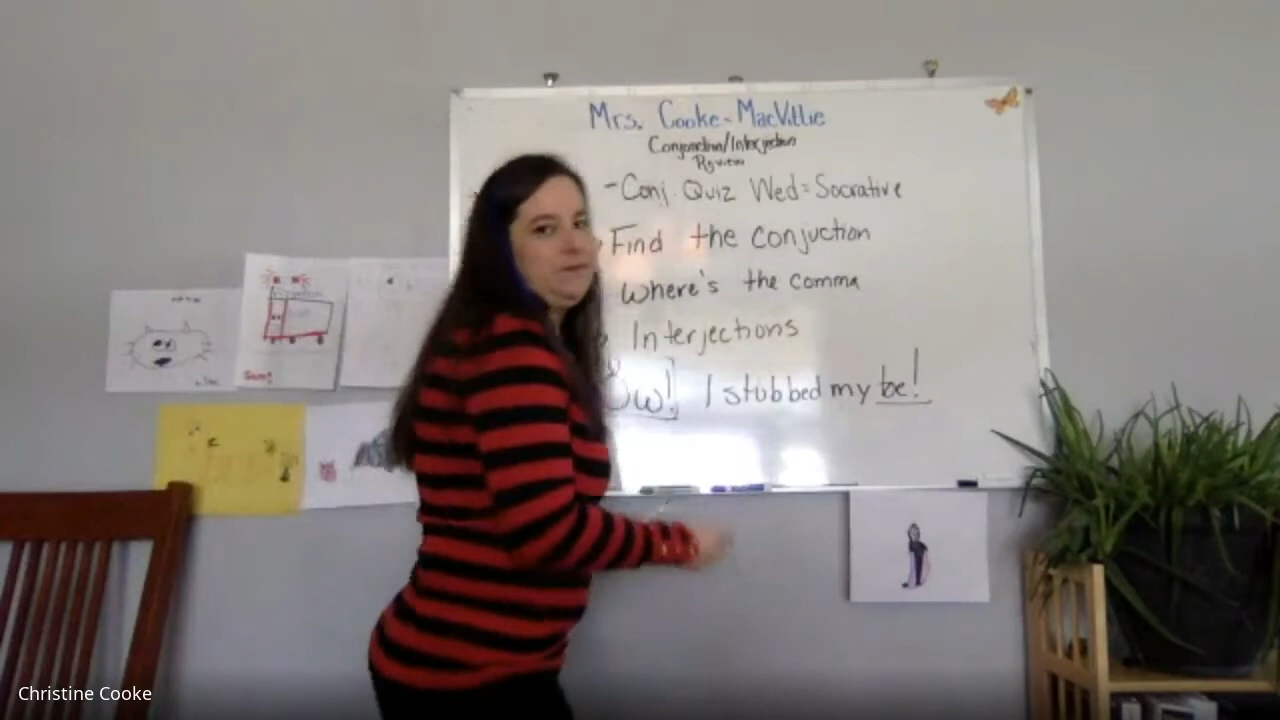 Mrs. Cooke-MacVittie
Conjunction/Interjection
Review
-Conj. Quiz Wed=Socrative
Find the conjuction
where's the comma
Interjections
Ow! I stubbed my toe!
Christine Cooke